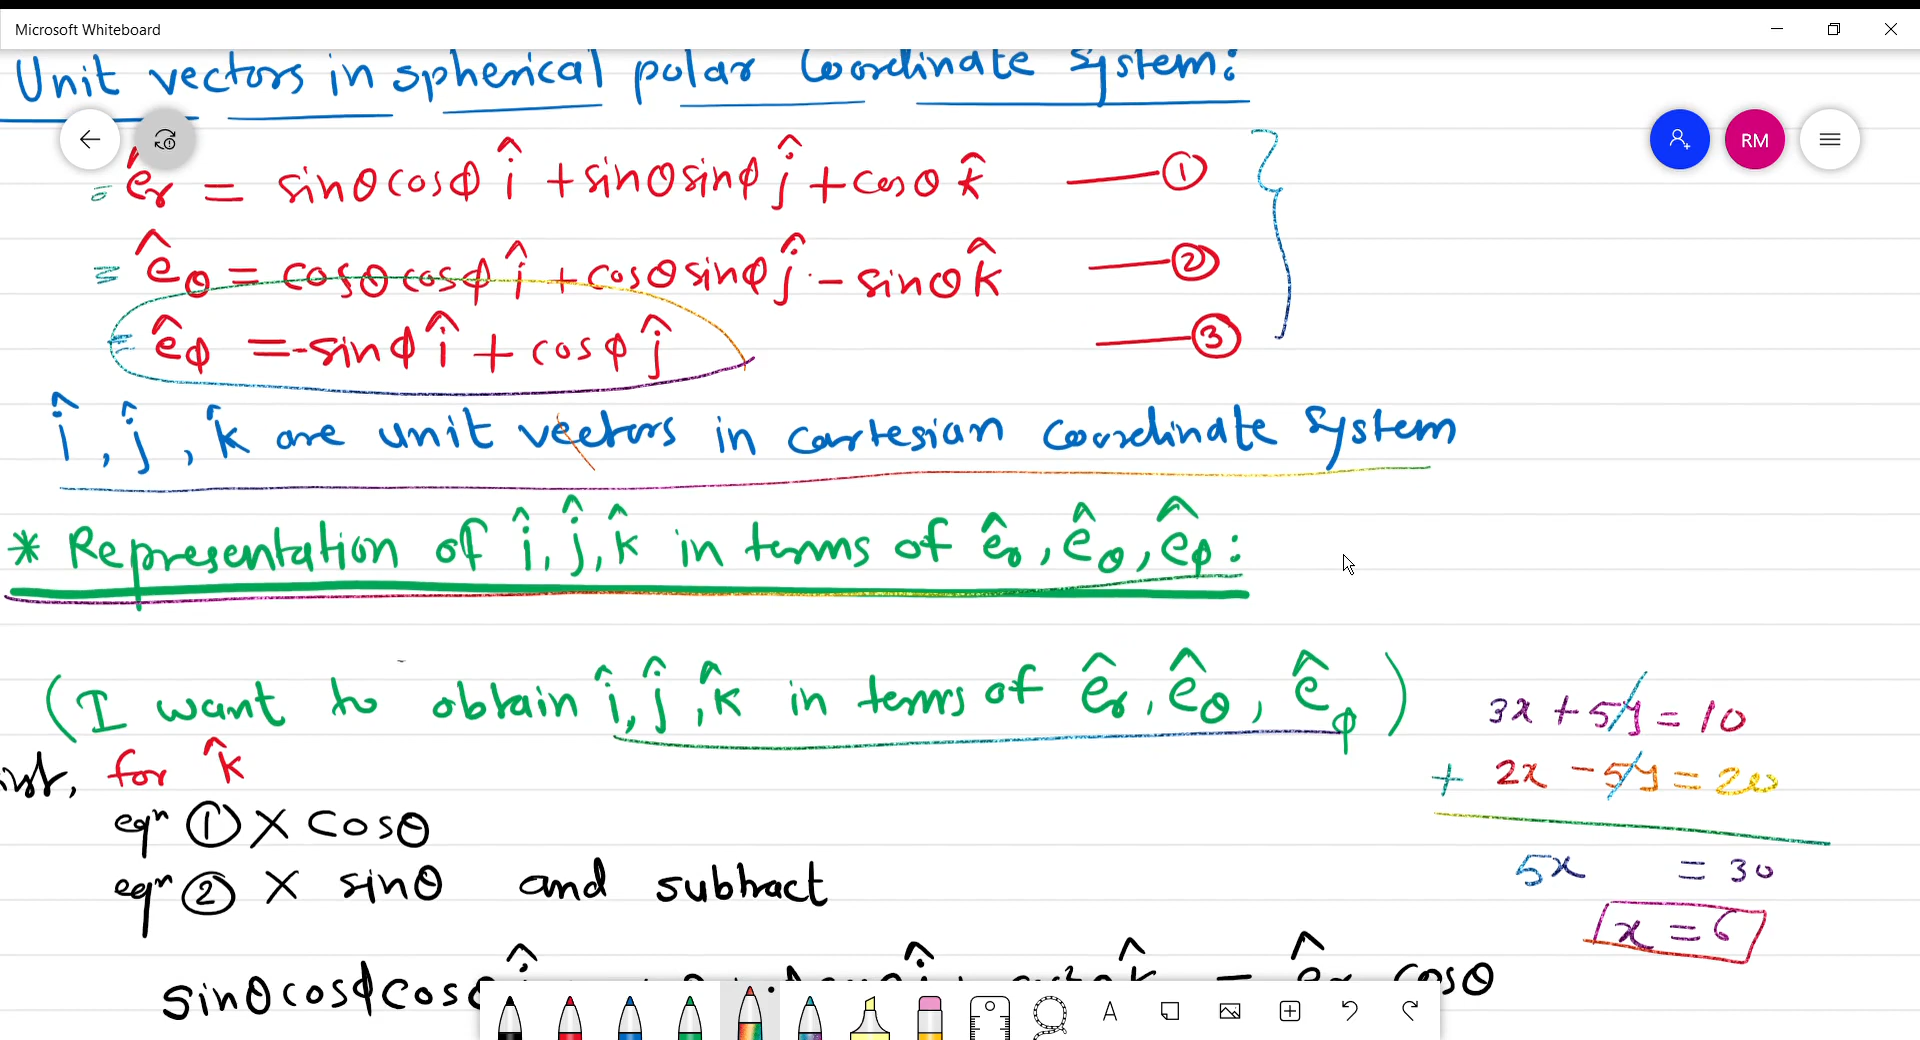 Microsoft Whiteboard
Unit vectors in spherical polar Coordinate System:
RM
= êr = sinθcosϕ î + sinθsinϕ ĵ + cosθ k̂ —— ①
= êθ = cosθcosϕ î + cosθsinϕ ĵ - sinθ k̂ —— ②
= êϕ = -sinϕ î + cosϕ ĵ —— ③
î, ĵ, k̂ are unit vectors in cartesian coordinate system
* Representation of î, ĵ, k̂ in terms of êr, êθ, êϕ:
(I want to obtain î, ĵ, k̂ in terms of êr, êθ, êϕ)
3x + 5y = 10
for k̂
+ 2x - 5y = 20
eqn ① X Cosθ
5x = 30
eqn ② X sinθ and subtract
x = 6
sinθcosϕcos
k̂ = êr cosθ
A